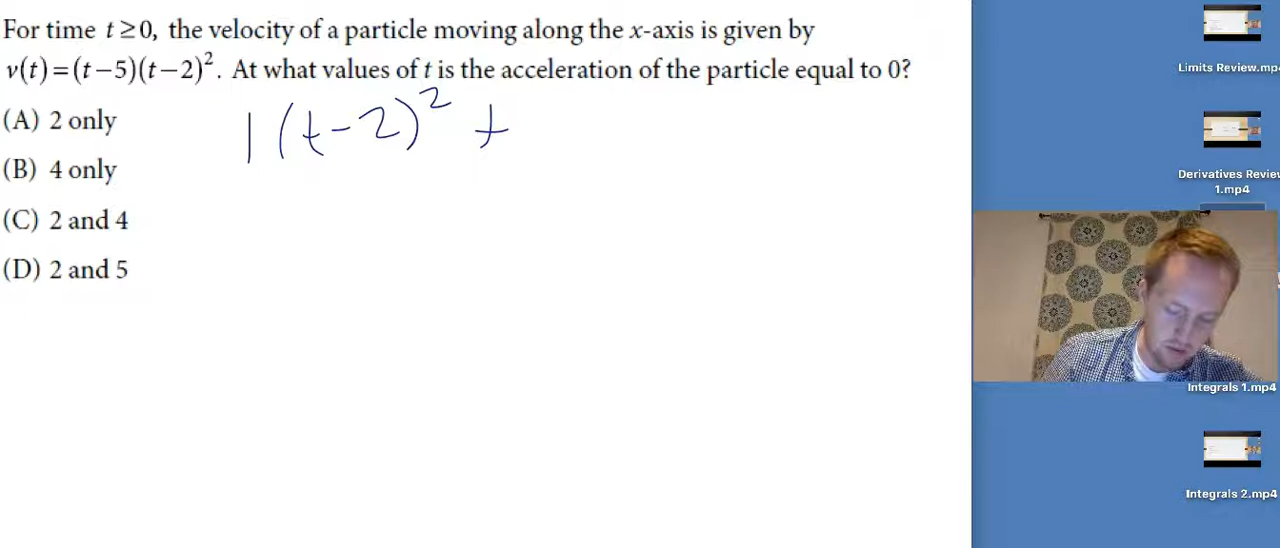 For time t ≥ 0, the velocity of a particle moving along the x-axis is given by
v(t) = (t − 5)(t − 2)². At what values of t is the acceleration of the particle equal to 0?
(A) 2 only
(B) 4 only
(C) 2 and 4
(D) 2 and 5
1 (t - 2)² +
Limits Review.mp4
Derivatives Review
1.mp4
Integrals 1.mp4
Integrals 2.mp4